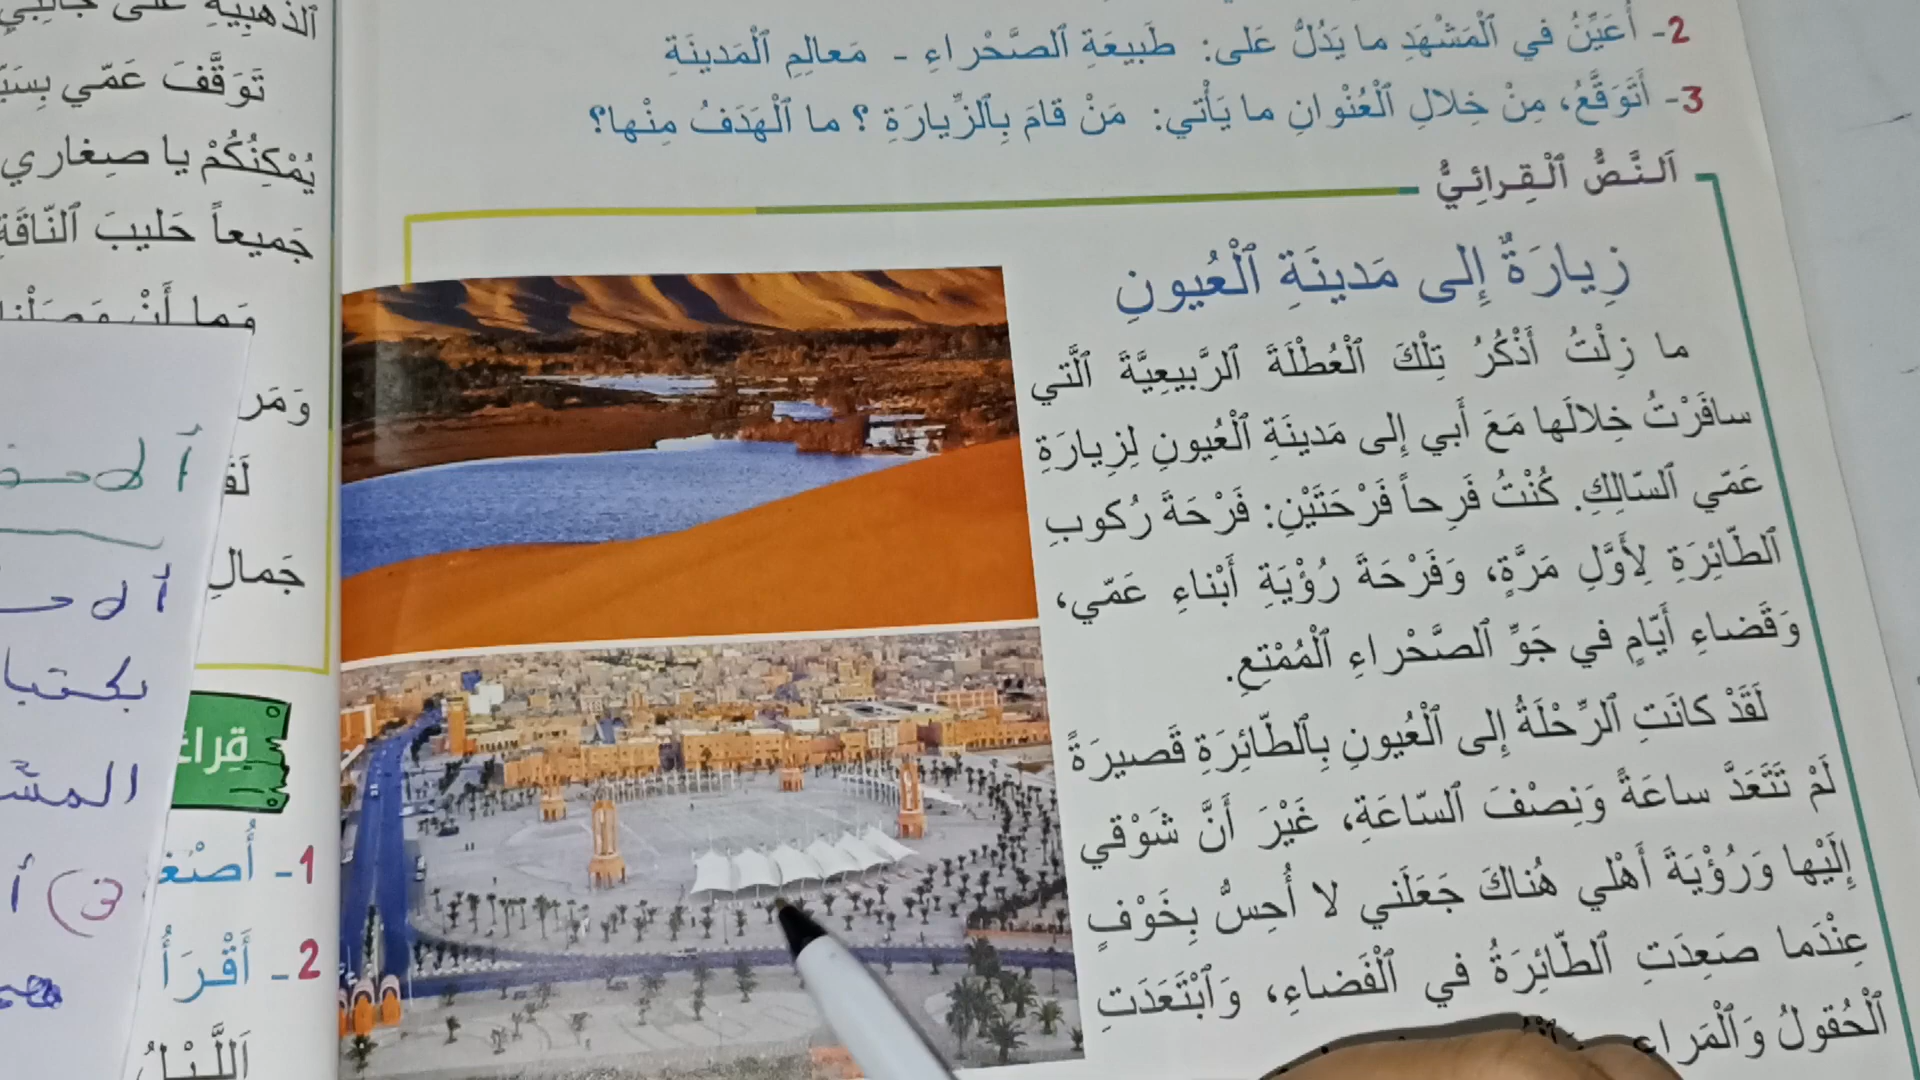 2- أُعَيِّنُ في ٱلْمَشْهَدِ ما يَدُلُّ عَلى: طَبيعَةِ ٱلصَّحْراءِ - مَعالِمِ ٱلْمَدينَةِ
3- أَتَوَقَّعُ، مِنْ خِلالِ ٱلْعُنْوانِ ما يَأْتي: مَنْ قامَ بِٱلزِّيارَةِ ؟ ما ٱلْهَدَفُ مِنْها؟
اَلنَّصُّ ٱلْقِرائِيُّ
زِيارَةٌ إِلى مَدينَةِ ٱلْعُيونِ
ما زِلْتُ أَذْكُرُ تِلْكَ ٱلْعُطْلَةَ ٱلرَّبيعِيَّةَ ٱلَّتي
سافَرْتُ خِلالَها مَعَ أَبي إِلى مَدينَةِ ٱلْعُيونِ لِزِيارَةِ
عَمّي ٱلسّالِكِ. كُنْتُ فَرِحاً فَرْحَتَيْنِ: فَرْحَةَ رُكوبِ
ٱلطّائِرَةِ لِأَوَّلِ مَرَّةٍ، وَفَرْحَةَ رُؤْيَةِ أَبْناءِ عَمّي،
وَقَضاءِ أَيّامٍ في جَوِّ ٱلصَّحْراءِ ٱلْمُمْتِعِ.
لَقَدْ كانَتِ ٱلرِّحْلَةُ إِلى ٱلْعُيونِ بِٱلطّائِرَةِ قَصيرَةً
لَمْ تَتَعَدَّ ساعَةً وَنِصْفَ ٱلسّاعَةِ، غَيْرَ أَنَّ شَوْقي
إِلَيْها وَرُؤْيَةَ أَهْلي هُناكَ جَعَلَني لا أُحِسُّ بِخَوْفٍ
عِنْدَما صَعِدَتِ ٱلطّائِرَةُ في ٱلْفَضاءِ، وَٱبْتَعَدَتِ
ٱلْحُقولُ وَٱلْمَراعي
ٱلذَّهَبِيَّةِ عَلى جانِبَيِ
تَوَقَّفَ عَمّي
يُمْكِنُكُمْ يا صِغاري
جَميعاً حَليبَ ٱلنّاقَةِ
وَما أَنْ وَصَلْنا
جَمالِ
1-
2- أَقْرَأُ